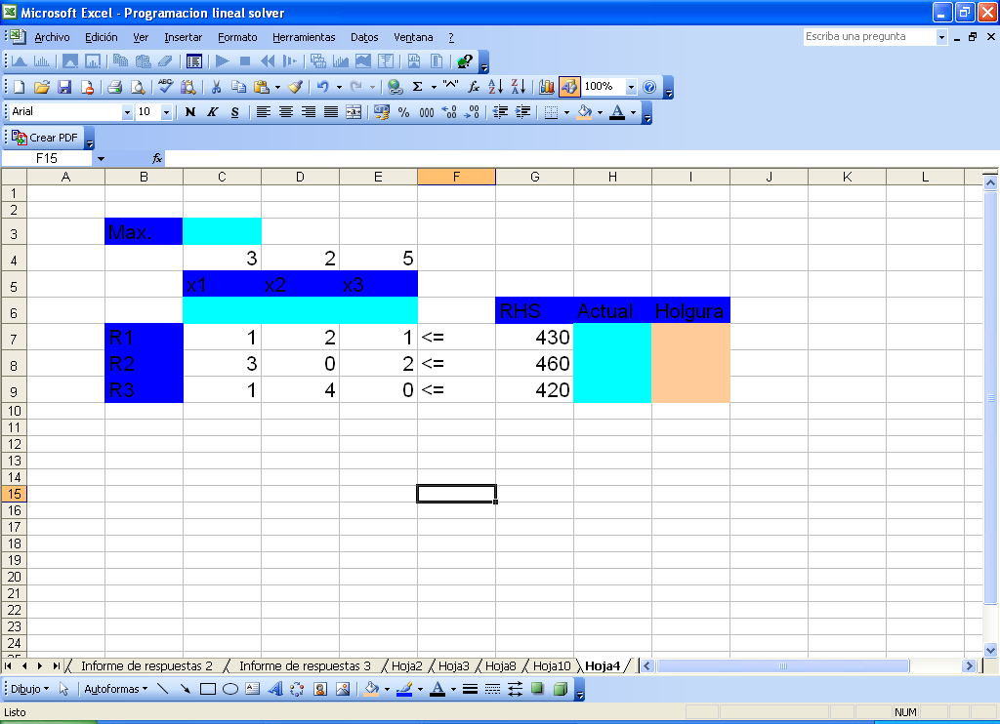 Microsoft Excel - Programacion lineal solver
Archivo Edición Ver Insertar Formato Herramientas Datos Ventana ? Escriba una pregunta
Σ 100%
Arial 10 N K S % 000
Crear PDF
F15 fx
A B C D E F G H I J K L
1
2
3 Max.
4 3 2 5
5 x1 x2 x3
6 RHS Actual Holgura
7 R1 1 2 1 <= 430
8 R2 3 0 2 <= 460
9 R3 1 4 0 <= 420
10
11
12
13
14
15
16
17
18
19
20
21
22
23
24
25
Informe de respuestas 2 Informe de respuestas 3 Hoja2 Hoja3 Hoja8 Hoja10 Hoja4
Dibujo Autoformas
Listo NUM